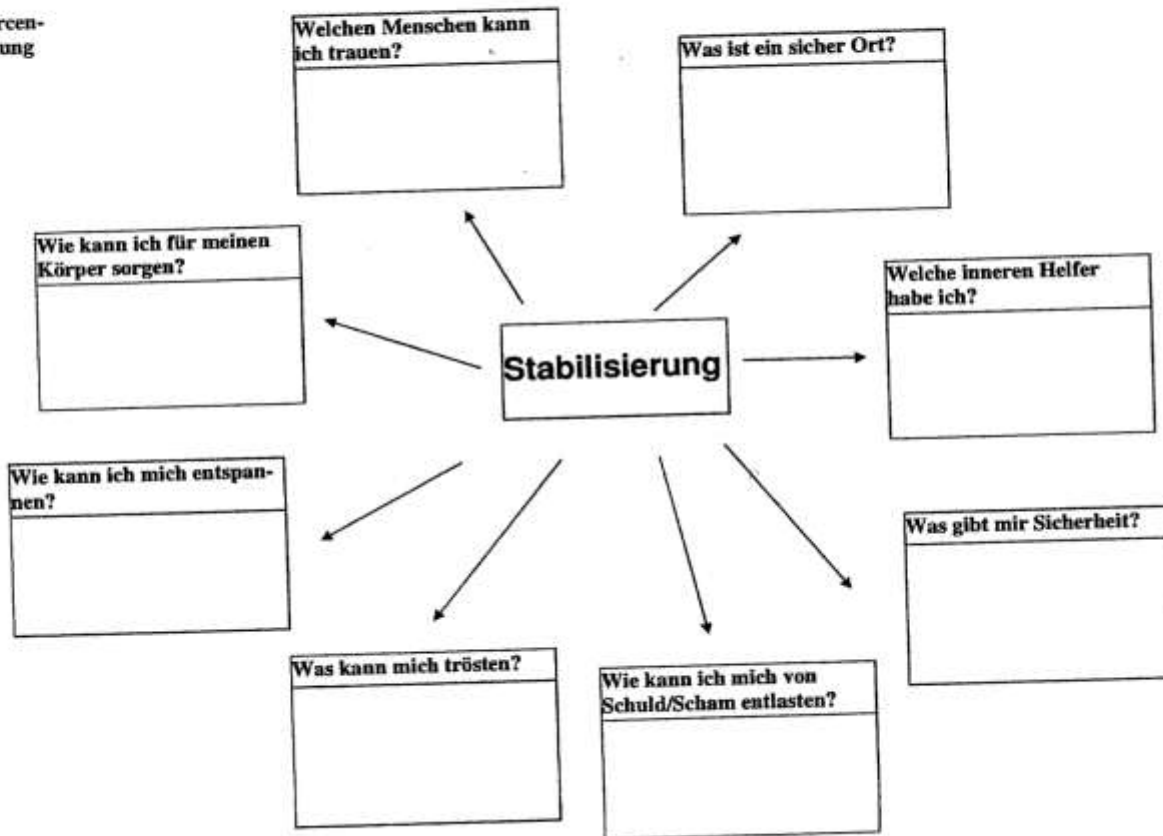 rcen-
ung
Welchen Menschen kann
ich trauen?
Was ist ein sicher Ort?
Wie kann ich für meinen
Körper sorgen?
Welche inneren Helfer
habe ich?
Stabilisierung
Wie kann ich mich entspan-
nen?
Was gibt mir Sicherheit?
Was kann mich trösten?
Wie kann ich mich von
Schuld/Scham entlasten?